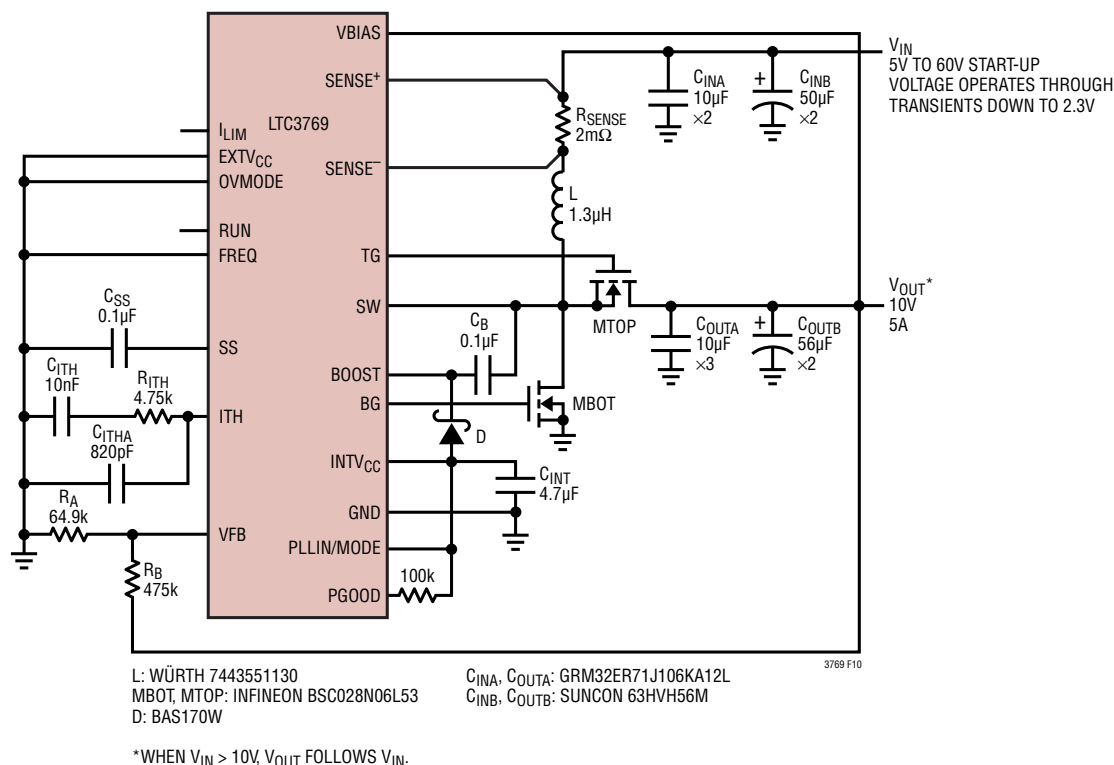 VBIAS
SENSE+
SENSE−
LTC3769
ILIM
EXTVCC
OVMODE
RUN
FREQ
SS
ITH
VFB
TG
SW
BOOST
BG
INTVCC
GND
PLLIN/MODE
PGOOD
CSS
0.1µF
CITH
10nF
RITH
4.75k
CITHA
820pF
RA
64.9k
RB
475k
RSENSE
2mΩ
L
1.3µH
CINA
10µF
×2
+
CINB
50µF
×2
VIN
5V TO 60V START-UP
VOLTAGE OPERATES THROUGH
TRANSIENTS DOWN TO 2.3V
MTOP
CB
0.1µF
MBOT
D
CINT
4.7µF
100k
COUTA
10µF
×3
+
COUTB
56µF
×2
VOUT*
10V
5A
3769 F10
L: WÜRTH 7443551130
MBOT, MTOP: INFINEON BSC028N06L53
D: BAS170W
CINA, COUTA: GRM32ER71J106KA12L
CINB, COUTB: SUNCON 63HVH56M
*WHEN VIN > 10V, VOUT FOLLOWS VIN.